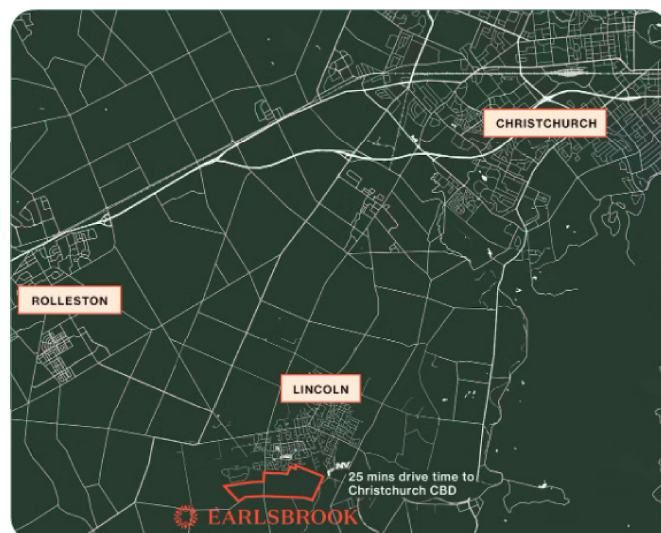 CHRISTCHURCH
ROLLESTON
LINCOLN
25 mins drive time to
Christchurch CBD
EARLSBROOK